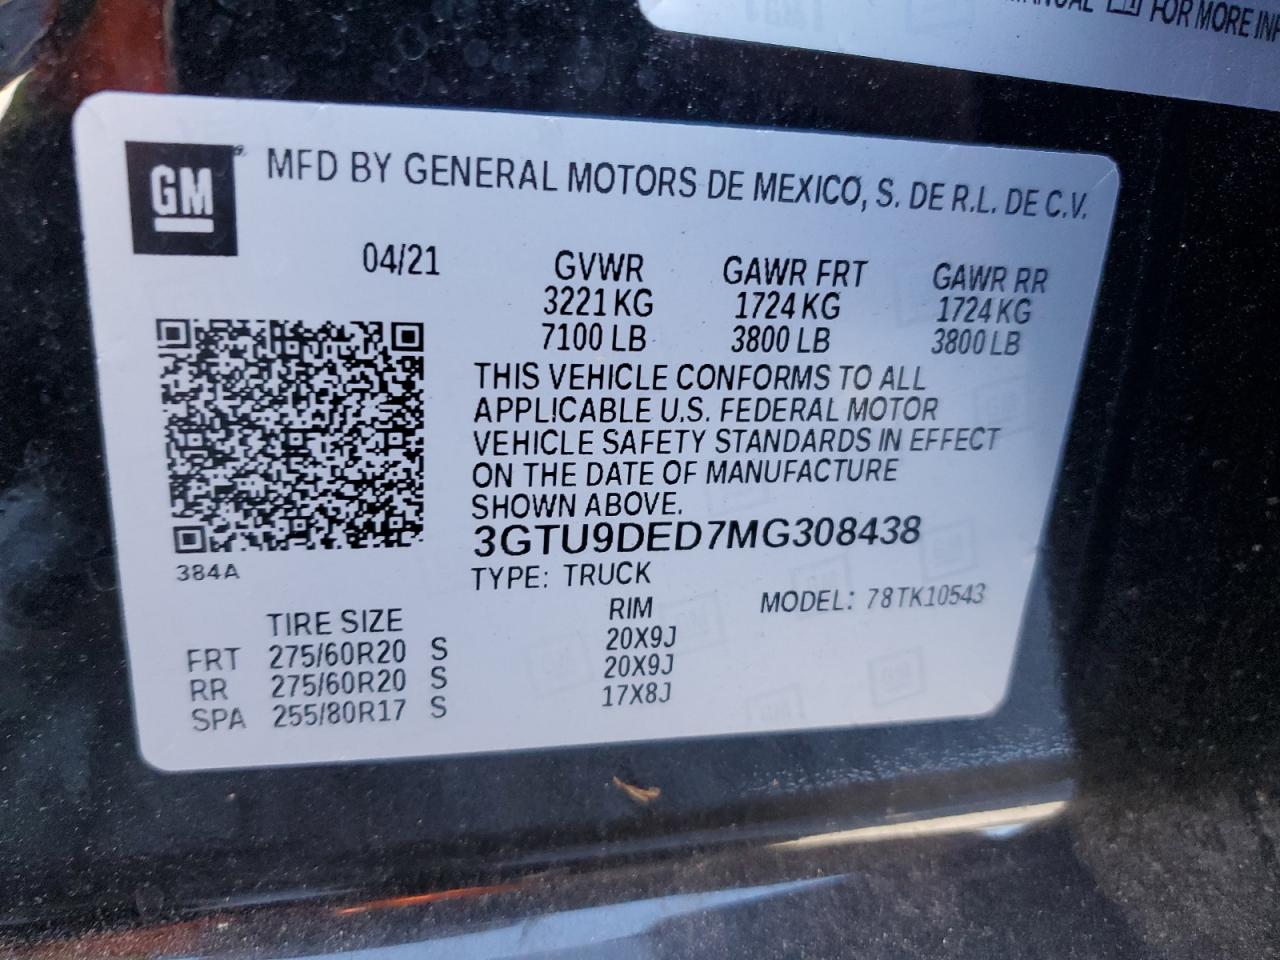 MANUAL FOR MORE INF
GM
MFD BY GENERAL MOTORS DE MEXICO, S. DE R.L. DE C.V.
04/21 GVWR GAWR FRT GAWR RR
3221 KG 1724 KG 1724 KG
7100 LB 3800 LB 3800 LB
THIS VEHICLE CONFORMS TO ALL
APPLICABLE U.S. FEDERAL MOTOR
VEHICLE SAFETY STANDARDS IN EFFECT
ON THE DATE OF MANUFACTURE
SHOWN ABOVE.
3GTU9DED7MG308438
384A
TYPE: TRUCK
TIRE SIZE RIM MODEL: 78TK10543
FRT 275/60R20 S 20X9J
RR 275/60R20 S 20X9J
SPA 255/80R17 S 17X8J